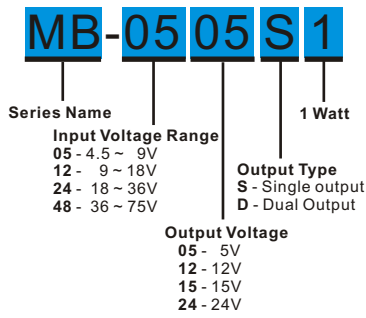 MB-0505S1
Series Name
1 Watt
Input Voltage Range
05 - 4.5 ~ 9V
12 - 9 ~ 18V
24 - 18 ~ 36V
48 - 36 ~ 75V
Output Type
S - Single output
D - Dual Output
Output Voltage
05 - 5V
12 - 12V
15 - 15V
24 - 24V